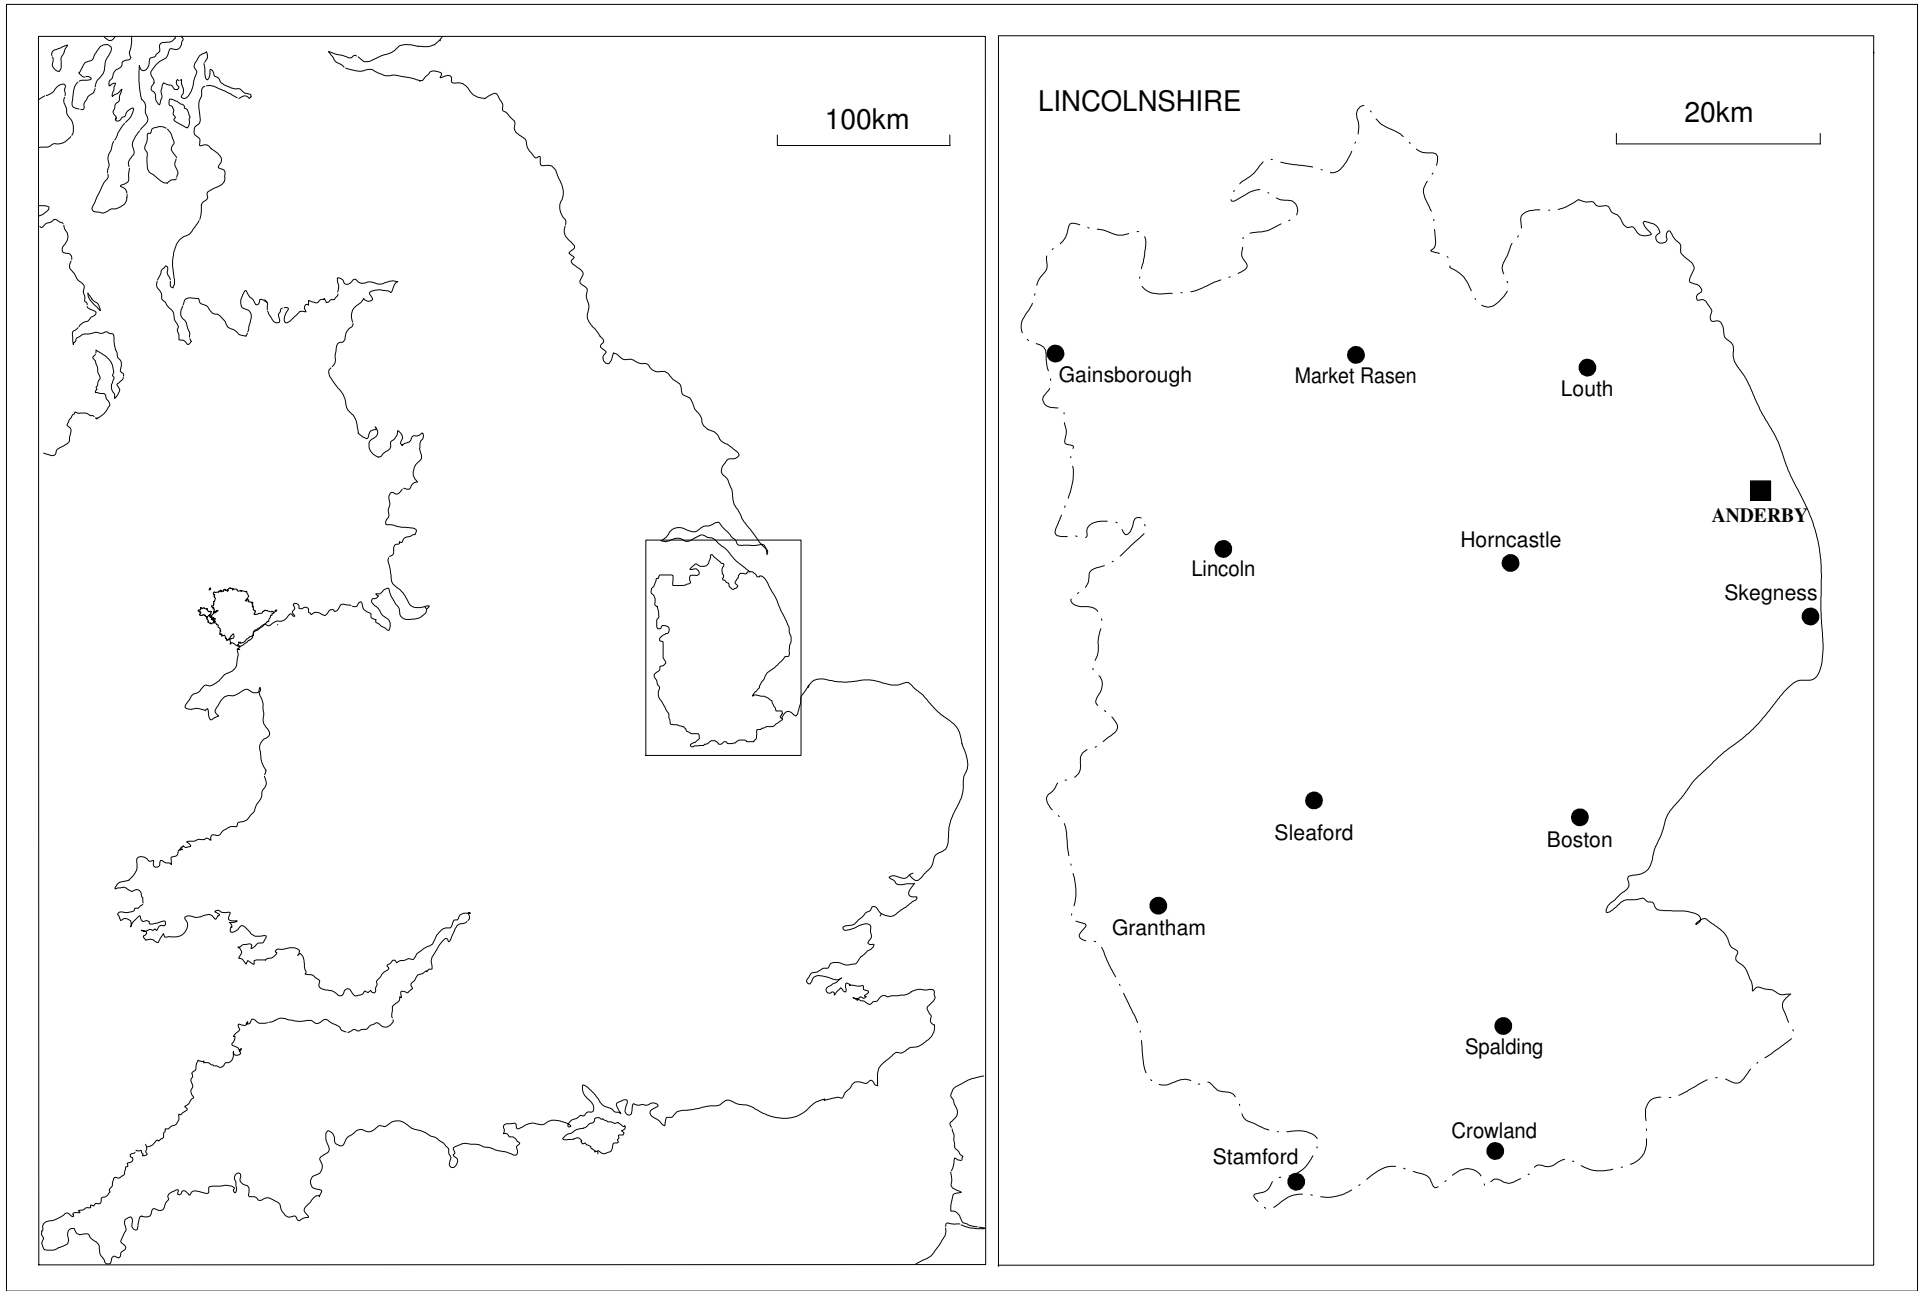 100km
LINCOLNSHIRE
20km
Gainsborough
Market Rasen
Louth
ANDERBY
Horncastle
Lincoln
Skegness
Sleaford
Boston
Grantham
Spalding
Crowland
Stamford